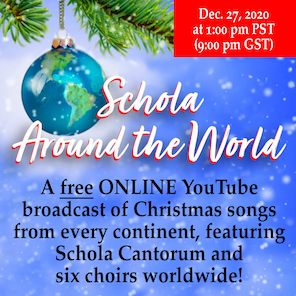 Dec. 27, 2020
at 1:00 pm PST
(9:00 pm GST)
Schola
Around the World
A free ONLINE YouTube
broadcast of Christmas songs
from every continent, featuring
Schola Cantorum and
six choirs worldwide!